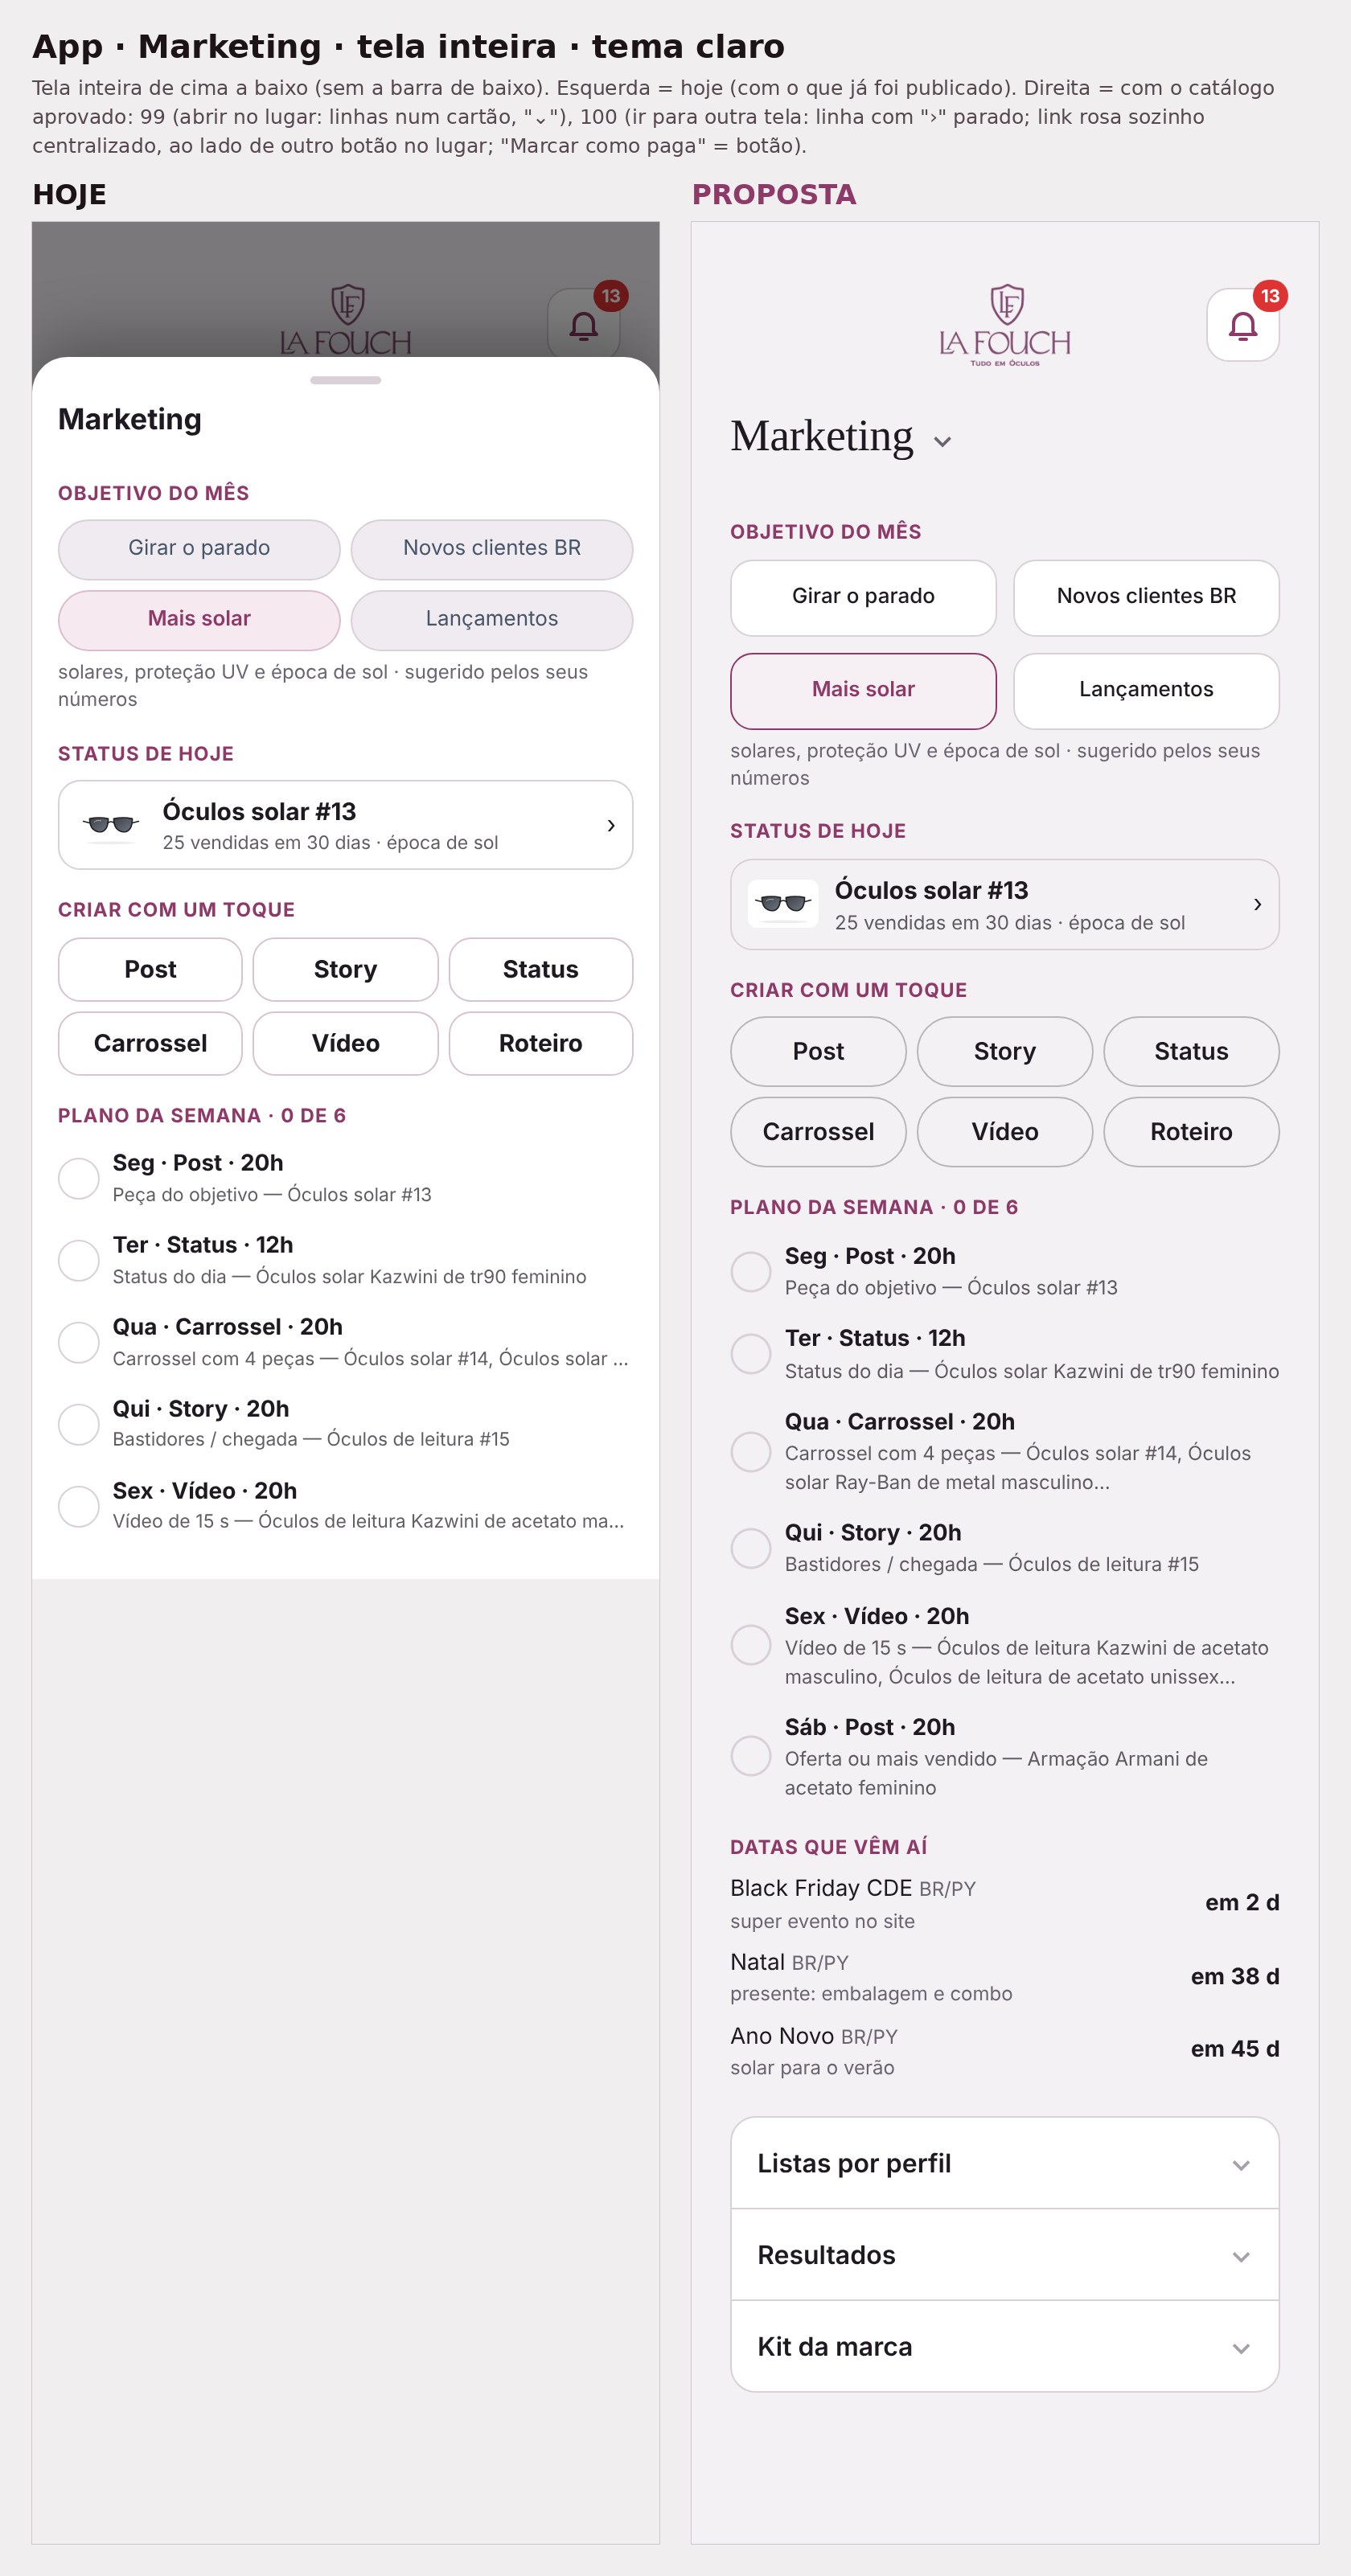 App · Marketing · tela inteira · tema claro
Tela inteira de cima a baixo (sem a barra de baixo). Esquerda = hoje (com o que já foi publicado). Direita = com o catálogo
aprovado: 99 (abrir no lugar: linhas num cartão, "⌄"), 100 (ir para outra tela: linha com "›" parado; link rosa sozinho
centralizado, ao lado de outro botão no lugar; "Marcar como paga" = botão).
HOJE
13
LF
LA FOUCH
Marketing
OBJETIVO DO MÊS
Girar o parado
Novos clientes BR
Mais solar
Lançamentos
solares, proteção UV e época de sol · sugerido pelos seus
números
STATUS DE HOJE
Óculos solar #13
25 vendidas em 30 dias · época de sol
›
CRIAR COM UM TOQUE
Post
Story
Status
Carrossel
Vídeo
Roteiro
PLANO DA SEMANA · 0 DE 6
Seg · Post · 20h
Peça do objetivo — Óculos solar #13
Ter · Status · 12h
Status do dia — Óculos solar Kazwini de tr90 feminino
Qua · Carrossel · 20h
Carrossel com 4 peças — Óculos solar #14, Óculos solar ...
Qui · Story · 20h
Bastidores / chegada — Óculos de leitura #15
Sex · Vídeo · 20h
Vídeo de 15 s — Óculos de leitura Kazwini de acetato ma...
PROPOSTA
13
LF
LA FOUCH
TUDO EM ÓCULOS
Marketing
OBJETIVO DO MÊS
Girar o parado
Novos clientes BR
Mais solar
Lançamentos
solares, proteção UV e época de sol · sugerido pelos seus
números
STATUS DE HOJE
Óculos solar #13
25 vendidas em 30 dias · época de sol
›
CRIAR COM UM TOQUE
Post
Story
Status
Carrossel
Vídeo
Roteiro
PLANO DA SEMANA · 0 DE 6
Seg · Post · 20h
Peça do objetivo — Óculos solar #13
Ter · Status · 12h
Status do dia — Óculos solar Kazwini de tr90 feminino
Qua · Carrossel · 20h
Carrossel com 4 peças — Óculos solar #14, Óculos
solar Ray-Ban de metal masculino...
Qui · Story · 20h
Bastidores / chegada — Óculos de leitura #15
Sex · Vídeo · 20h
Vídeo de 15 s — Óculos de leitura Kazwini de acetato
masculino, Óculos de leitura de acetato unissex...
Sáb · Post · 20h
Oferta ou mais vendido — Armação Armani de
acetato feminino
DATAS QUE VÊM AÍ
Black Friday CDE BR/PY
super evento no site
em 2 d
Natal BR/PY
presente: embalagem e combo
em 38 d
Ano Novo BR/PY
solar para o verão
em 45 d
Listas por perfil
Resultados
Kit da marca